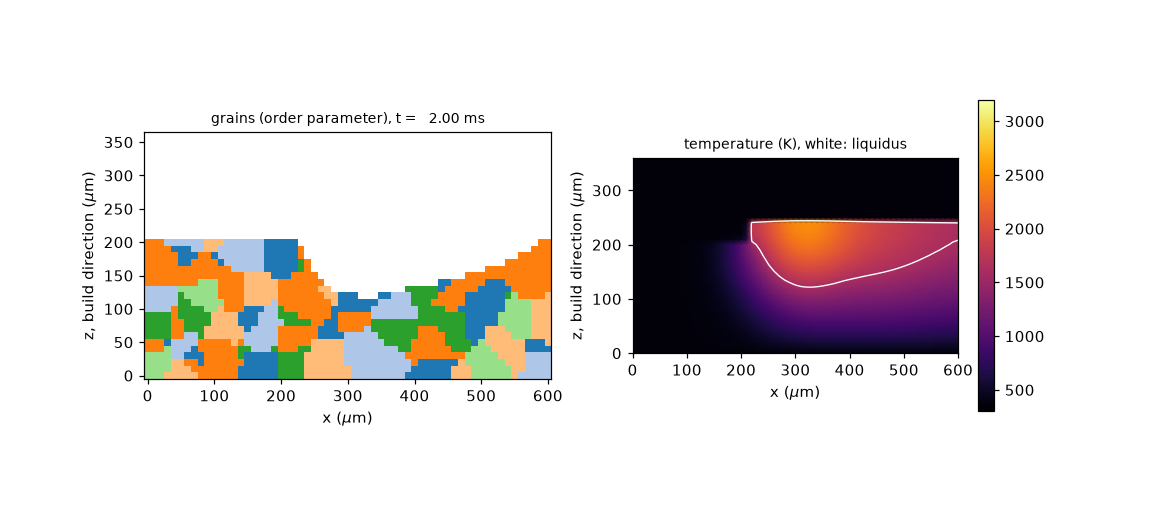 grains (order parameter), t =   2.00 ms
z, build direction (μm)
350
300
250
200
150
100
50
0
0 100 200 300 400 500 600
x (μm)
temperature (K), white: liquidus
z, build direction (μm)
300
200
100
0
0 100 200 300 400 500 600
x (μm)
3000
2500
2000
1500
1000
500